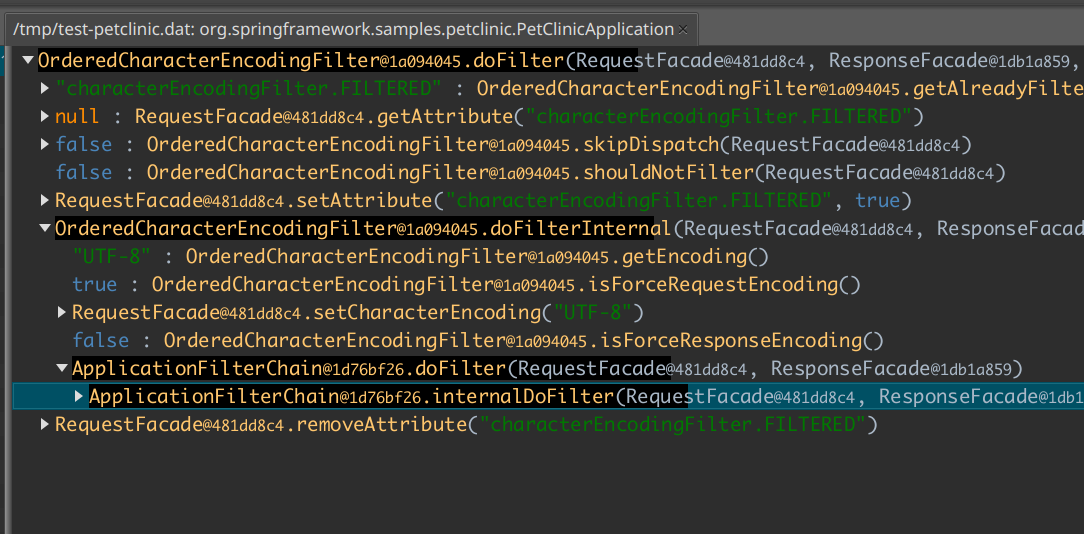 /tmp/test-petclinic.dat: org.springframework.samples.petclinic.PetClinicApplication ×
OrderedCharacterEncodingFilter@1a094045.doFilter(RequestFacade@481dd8c4, ResponseFacade@1db1a859,
"characterEncodingFilter.FILTERED" : OrderedCharacterEncodingFilter@1a094045.getAlreadyFilte
null : RequestFacade@481dd8c4.getAttribute("characterEncodingFilter.FILTERED")
false : OrderedCharacterEncodingFilter@1a094045.skipDispatch(RequestFacade@481dd8c4)
false : OrderedCharacterEncodingFilter@1a094045.shouldNotFilter(RequestFacade@481dd8c4)
RequestFacade@481dd8c4.setAttribute("characterEncodingFilter.FILTERED", true)
OrderedCharacterEncodingFilter@1a094045.doFilterInternal(RequestFacade@481dd8c4, ResponseFacad
"UTF-8" : OrderedCharacterEncodingFilter@1a094045.getEncoding()
true : OrderedCharacterEncodingFilter@1a094045.isForceRequestEncoding()
RequestFacade@481dd8c4.setCharacterEncoding("UTF-8")
false : OrderedCharacterEncodingFilter@1a094045.isForceResponseEncoding()
ApplicationFilterChain@1d76bf26.doFilter(RequestFacade@481dd8c4, ResponseFacade@1db1a859)
ApplicationFilterChain@1d76bf26.internalDoFilter(RequestFacade@481dd8c4, ResponseFacade@1db1
RequestFacade@481dd8c4.removeAttribute("characterEncodingFilter.FILTERED")